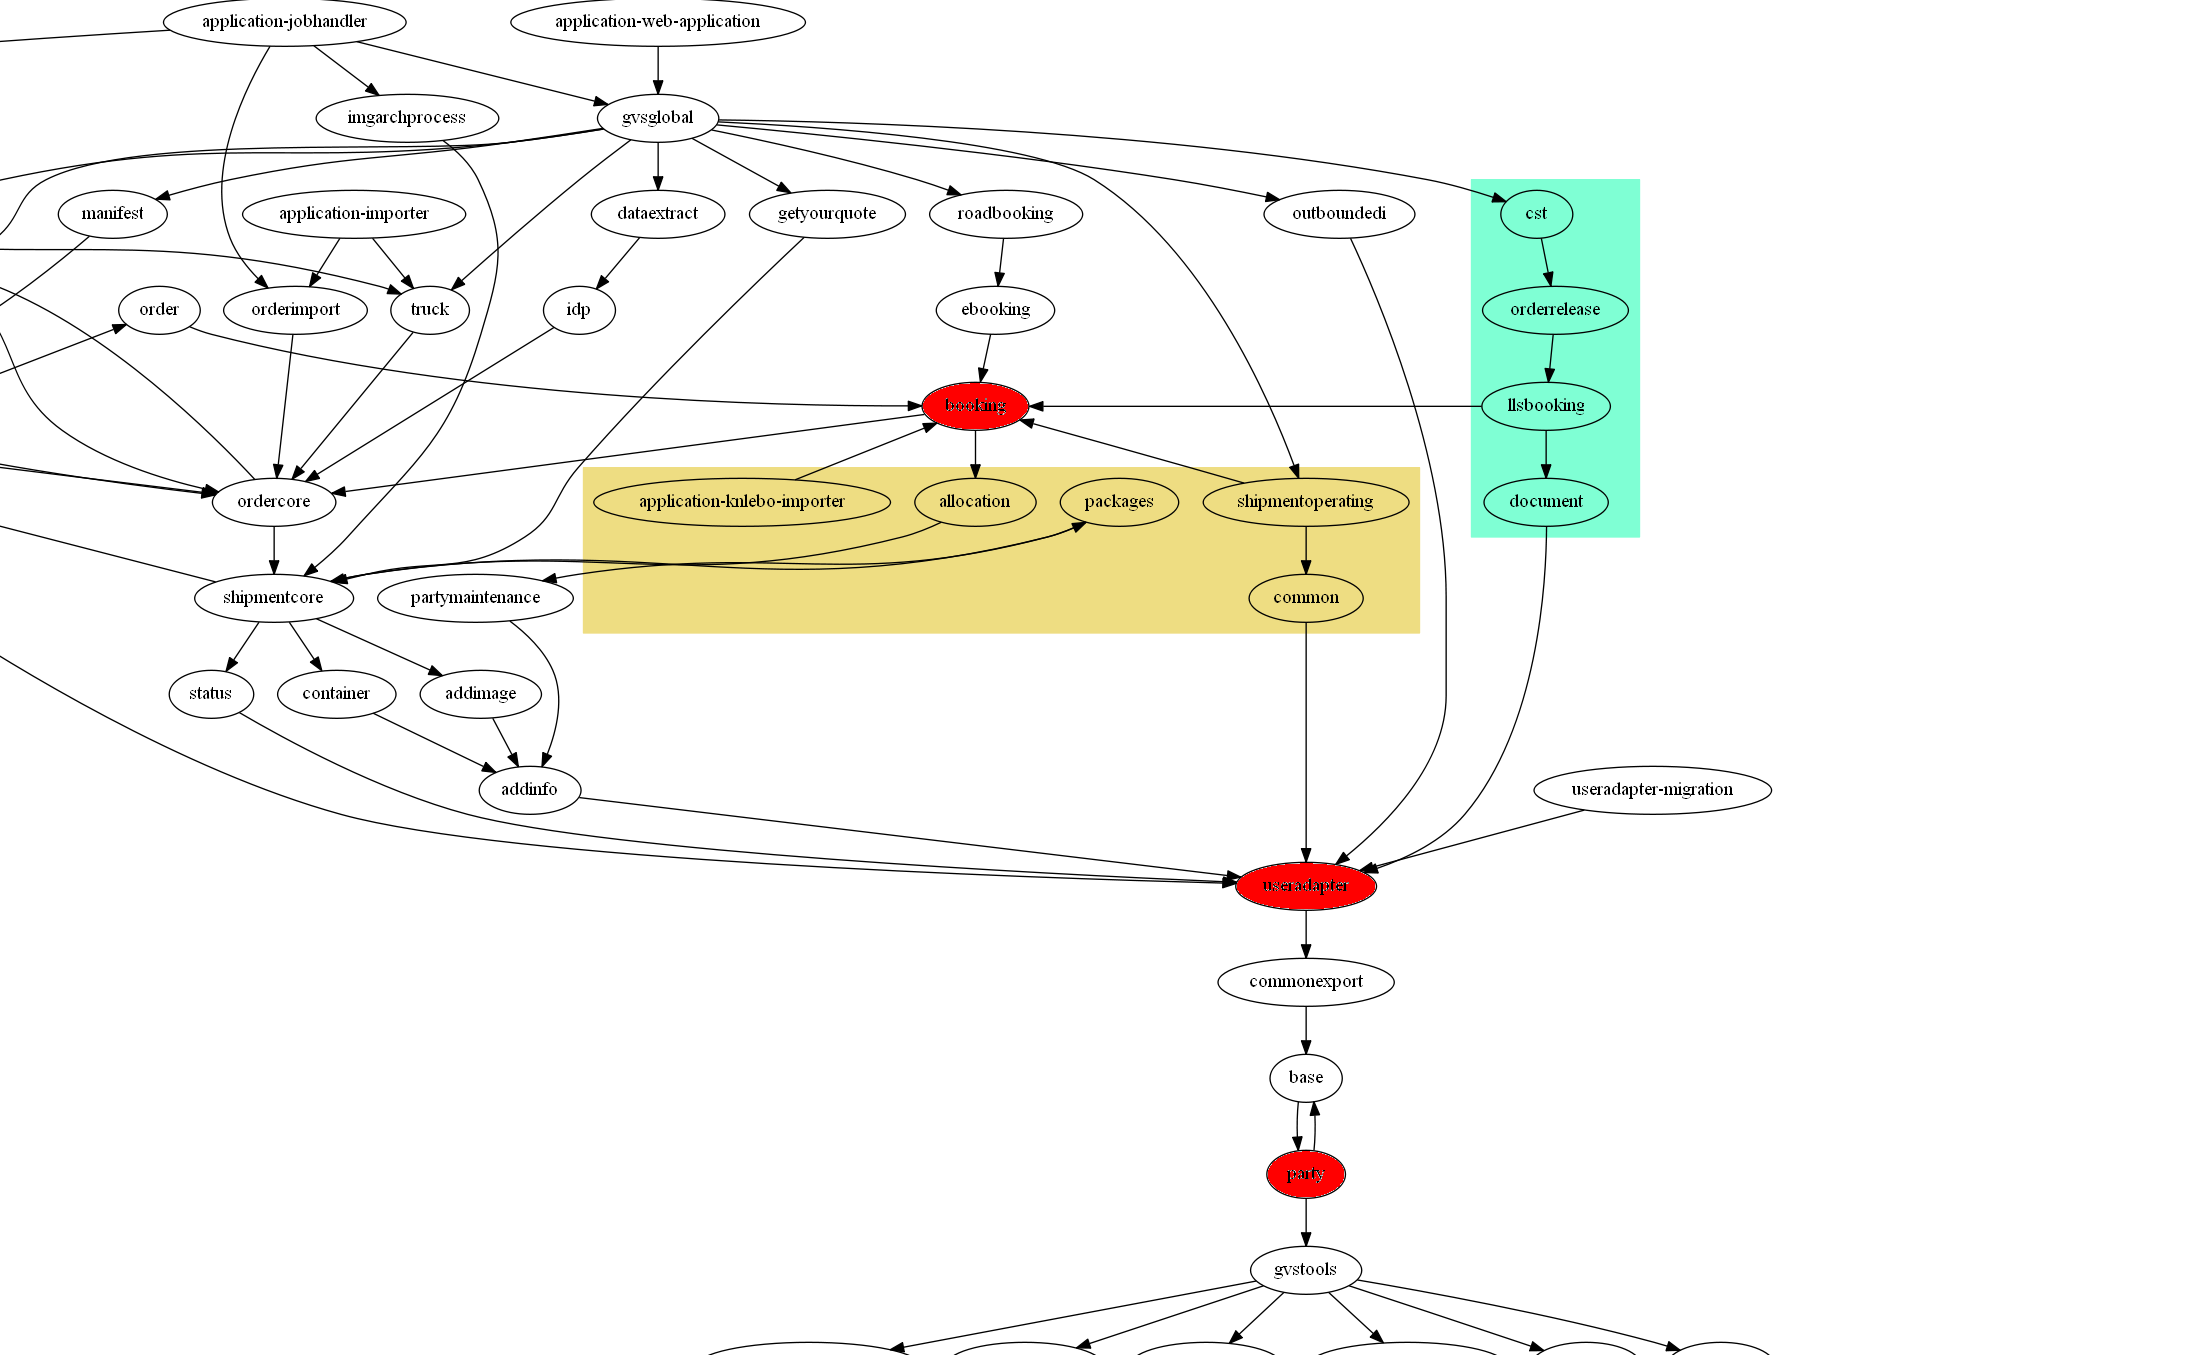 application-jobhandler
application-web-application
imgarchprocess
gvsglobal
manifest
application-importer
dataextract
getyourquote
roadbooking
outboundedi
cst
order
orderimport
truck
idp
ebooking
orderrelease
booking
llsbooking
ordercore
application-knlebo-importer
allocation
packages
shipmentoperating
document
shipmentcore
partymaintenance
common
status
container
addimage
addinfo
useradapter-migration
useradapter
commonexport
base
party
gvstools